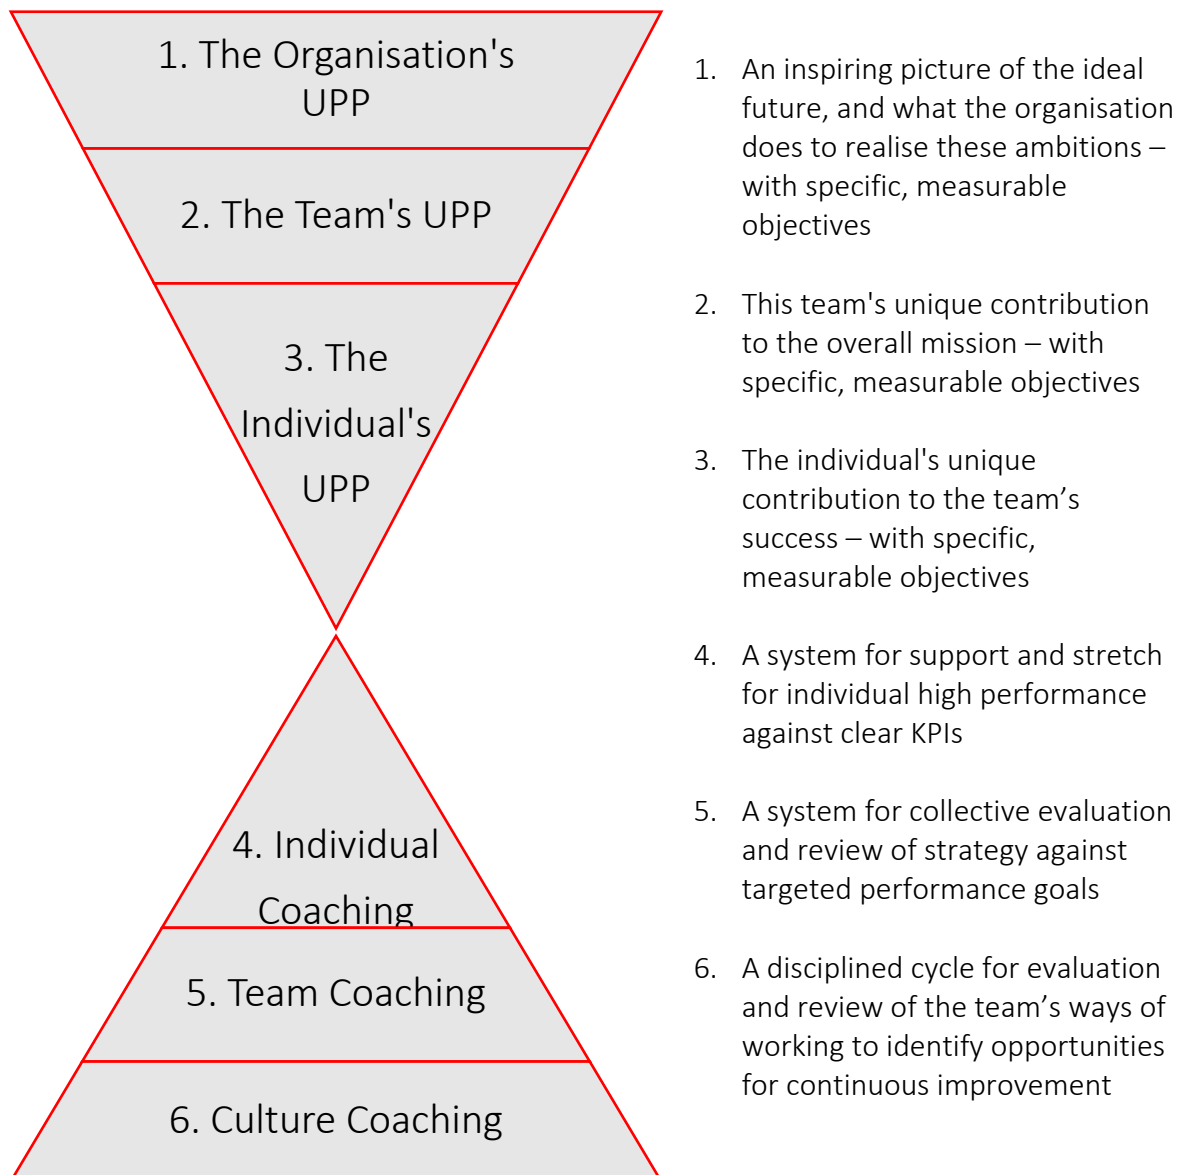 1. The Organisation's
UPP
2. The Team's UPP
3. The
Individual's
UPP
4. Individual
Coaching
5. Team Coaching
6. Culture Coaching
1. An inspiring picture of the ideal
future, and what the organisation
does to realise these ambitions –
with specific, measurable
objectives
2. This team's unique contribution
to the overall mission – with
specific, measurable objectives
3. The individual's unique
contribution to the team’s
success – with specific,
measurable objectives
4. A system for support and stretch
for individual high performance
against clear KPIs
5. A system for collective evaluation
and review of strategy against
targeted performance goals
6. A disciplined cycle for evaluation
and review of the team’s ways of
working to identify opportunities
for continuous improvement